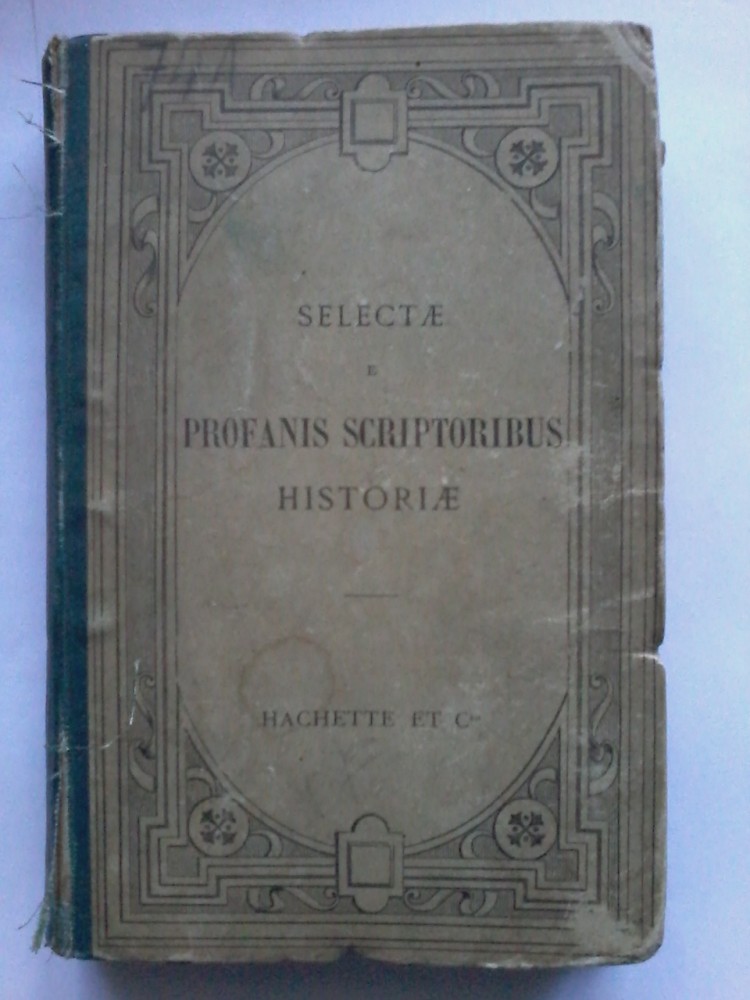 SELECTÆ
E
PROFANIS SCRIPTORIBUS
HISTORIÆ
HACHETTE ET Cie